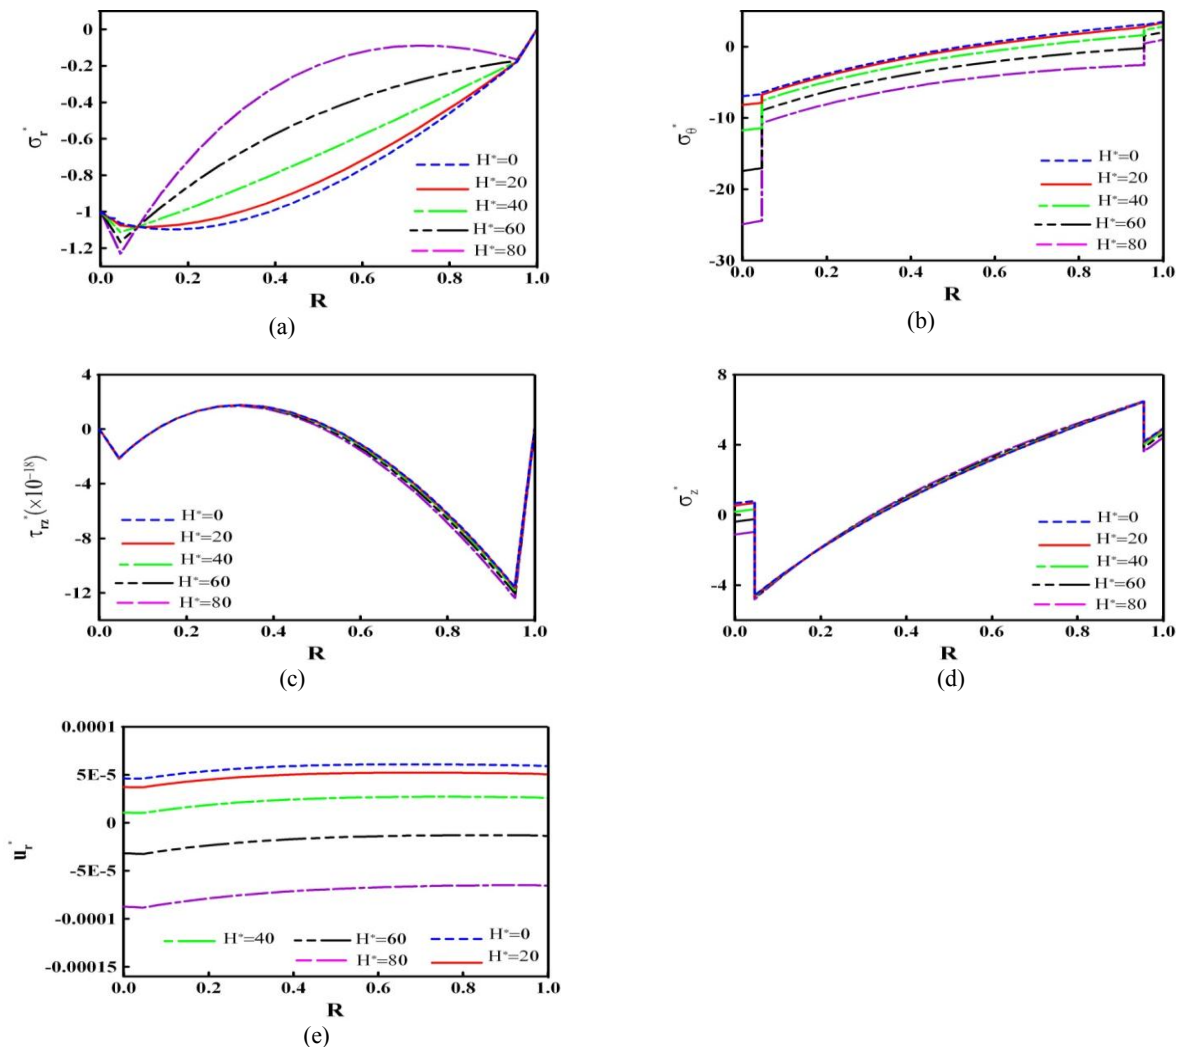 0
-0.2
-0.4
-0.6
-0.8
-1
-1.2
σr*
H*=0
H*=20
H*=40
H*=60
H*=80
0.0 0.2 0.4 0.6 0.8 1.0
R
(a)
0
-10
-20
-30
σθ*
H*=0
H*=20
H*=40
H*=60
H*=80
0.0 0.2 0.4 0.6 0.8 1.0
R
(b)
4
0
-4
-8
-12
τrz*(×10⁻¹⁸)
H*=0
H*=20
H*=40
H*=60
H*=80
0.0 0.2 0.4 0.6 0.8 1.0
R
(c)
8
4
0
-4
σz*
H*=0
H*=20
H*=40
H*=60
H*=80
0.0 0.2 0.4 0.6 0.8 1.0
R
(d)
0.0001
5E-5
0
-5E-5
-0.0001
-0.00015
ur*
H*=40 H*=60 H*=0
H*=80 H*=20
0.0 0.2 0.4 0.6 0.8 1.0
R
(e)